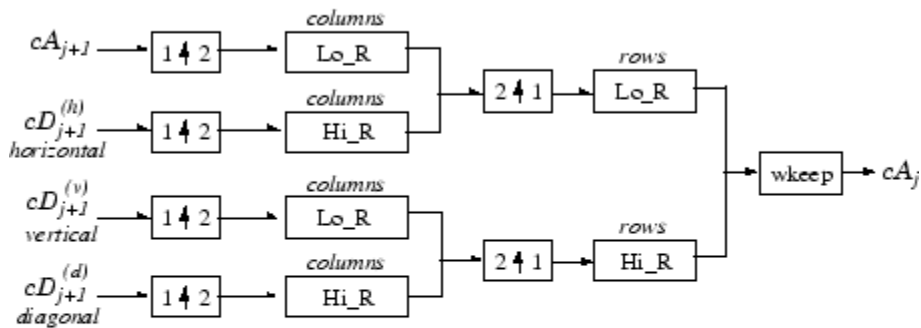 columns
cA_{j+1} 1 2 Lo_R
columns rows
2 1 Lo_R
cD_{j+1}^{(h)} 1 2 Hi_R
horizontal
wkeep cA_j
columns
cD_{j+1}^{(v)} 1 2 Lo_R
vertical
columns rows
2 1 Hi_R
cD_{j+1}^{(d)} 1 2 Hi_R
diagonal